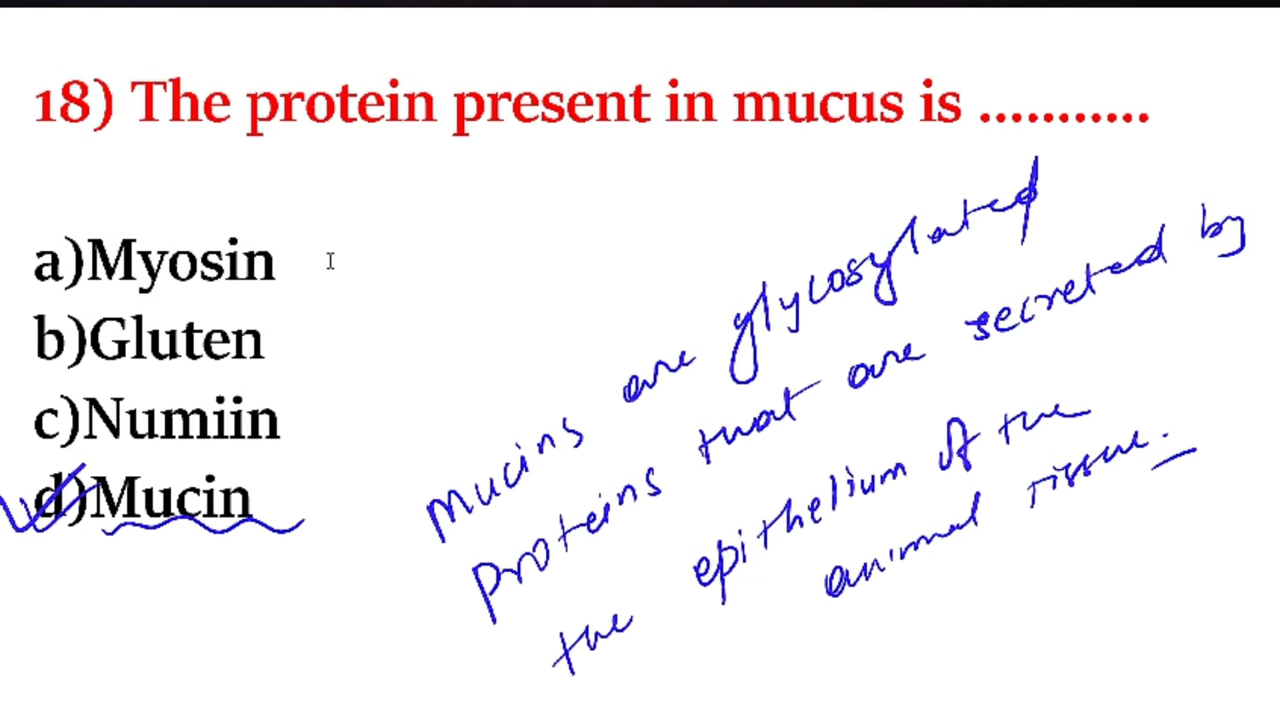 18) The protein present in mucus is ...........
a)Myosin
b)Gluten
c)Numiin
d)Mucin
Mucins are glycosylated
Proteins that are secreted by
the epithelium of the
animal Tissue.